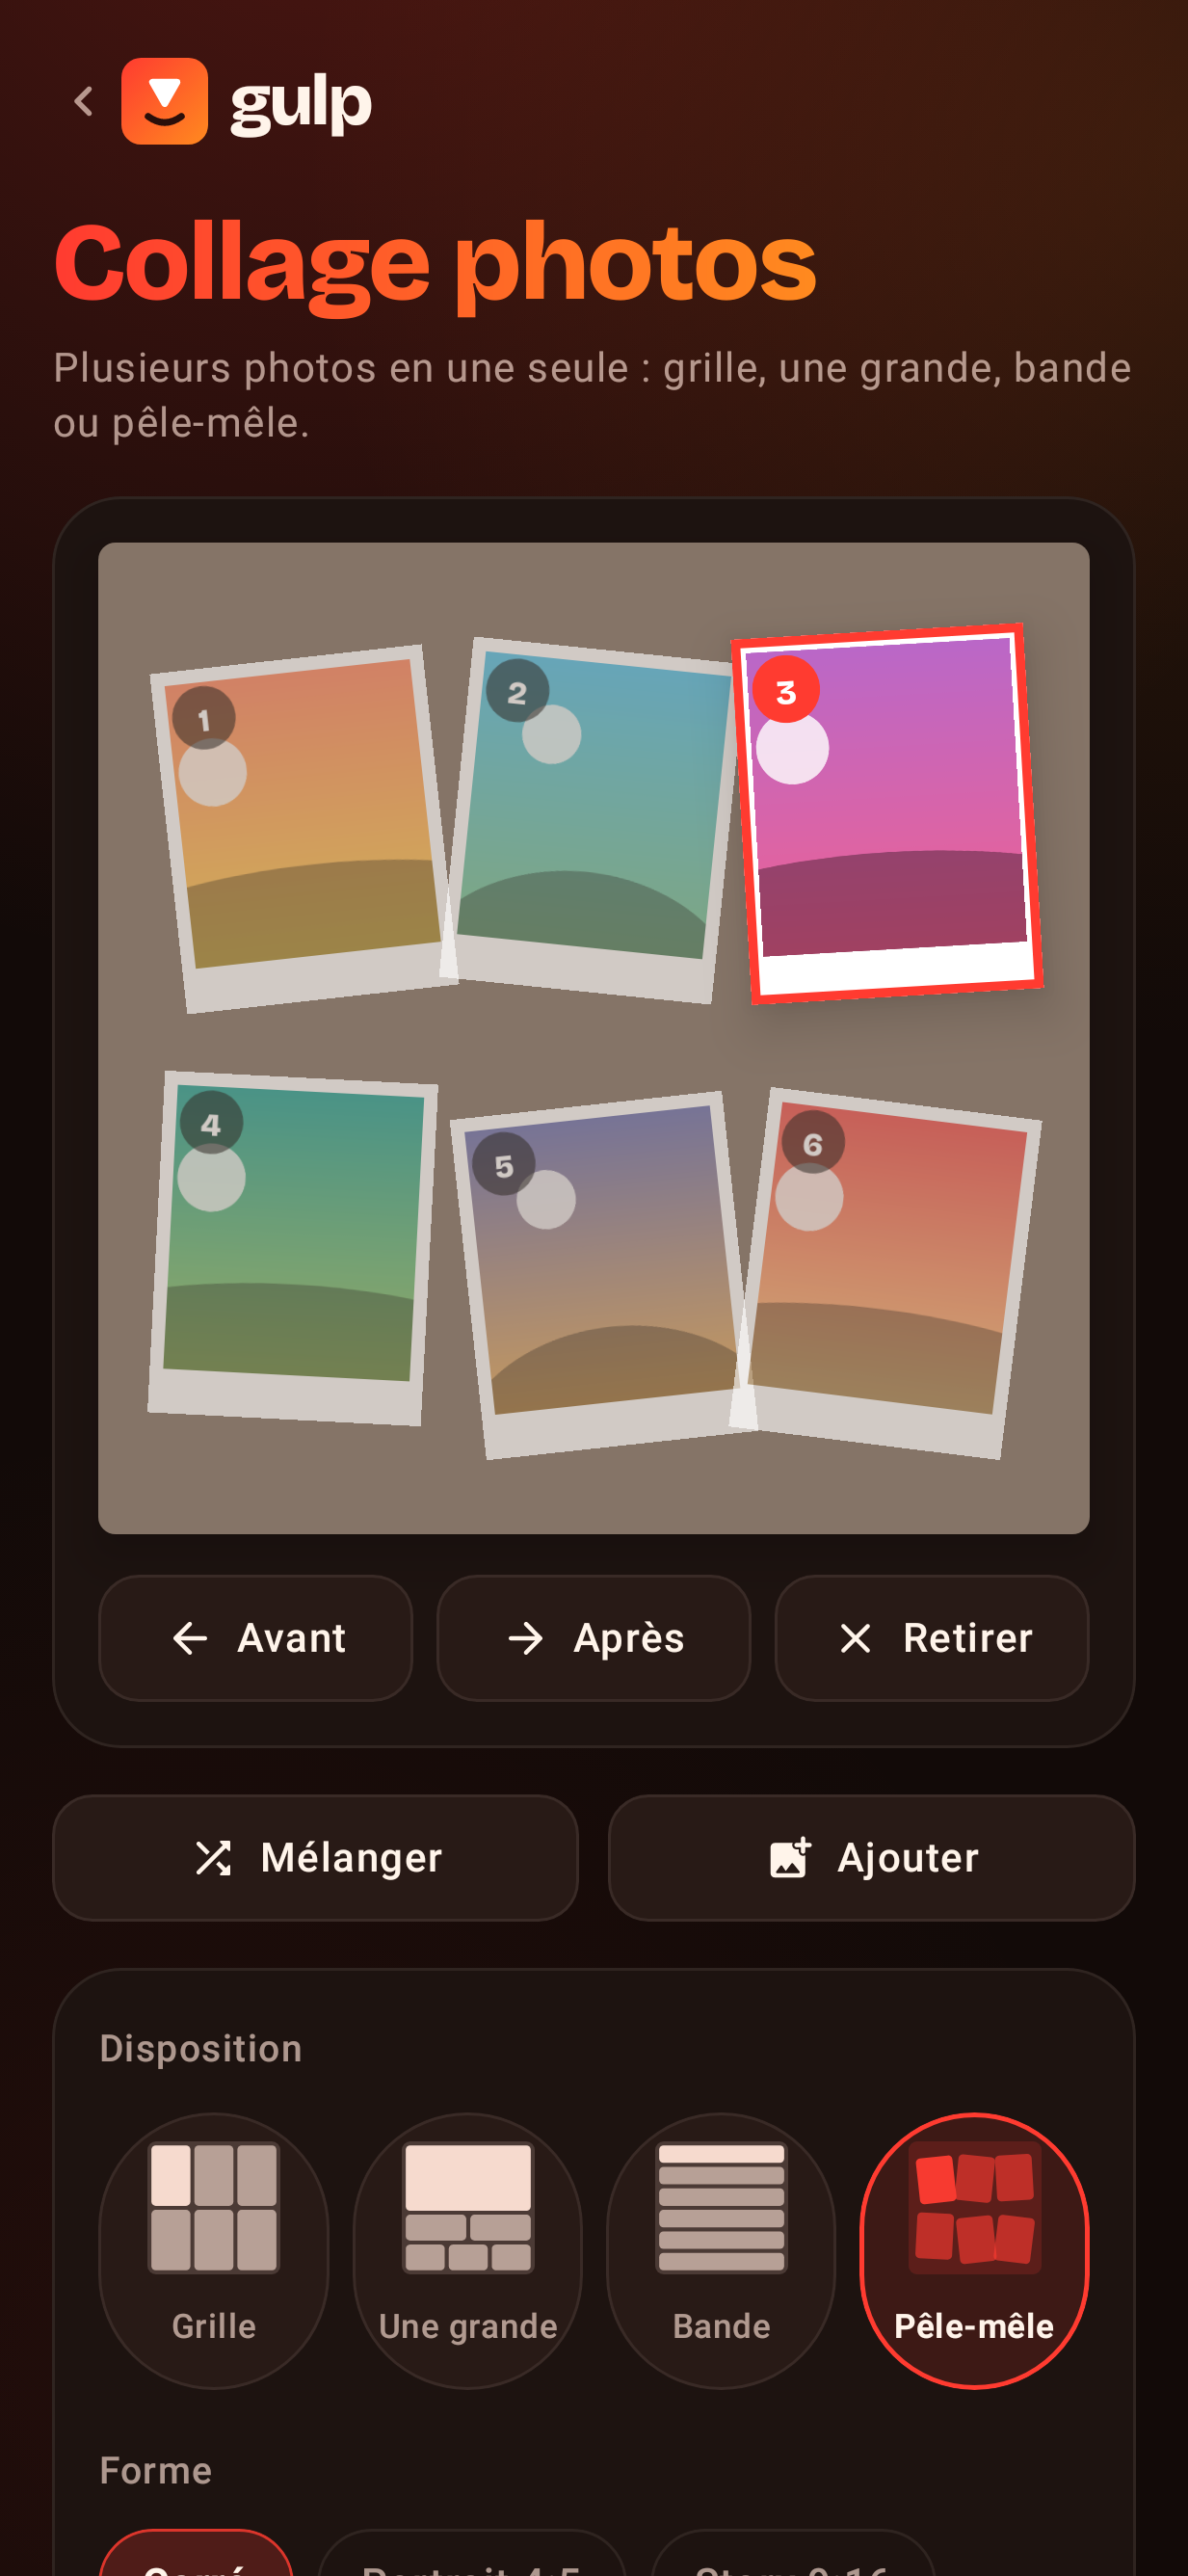 gulp
Collage photos
Plusieurs photos en une seule : grille, une grande, bande
ou pêle-mêle.
1
2
3
4
5
6
Avant
Après
Retirer
Mélanger
Ajouter
Disposition
Grille
Une grande
Bande
Pêle-mêle
Forme